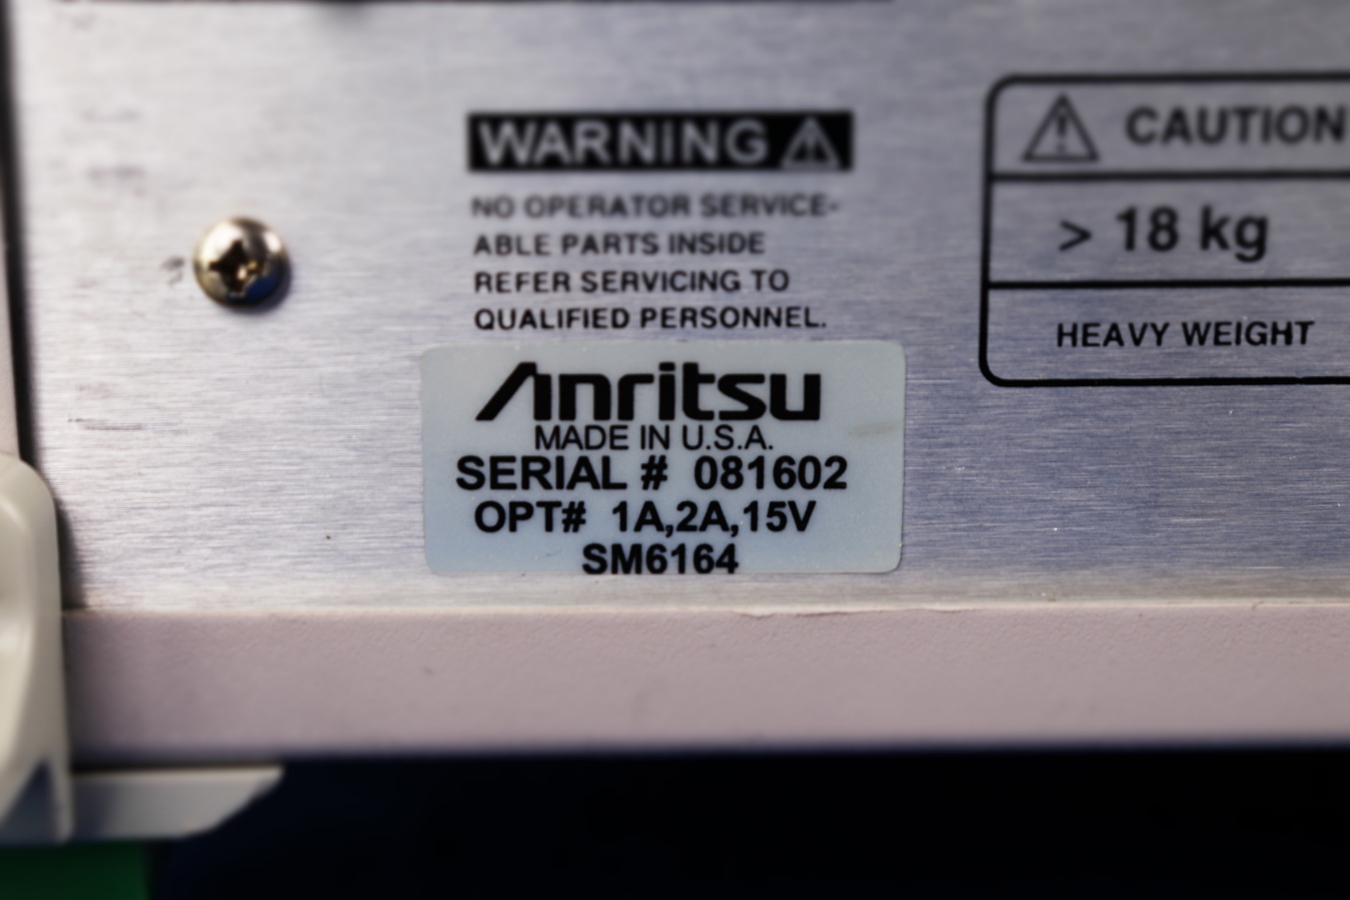 WARNING
NO OPERATOR SERVICE-
ABLE PARTS INSIDE
REFER SERVICING TO
QUALIFIED PERSONNEL.
Anritsu
MADE IN U.S.A.
SERIAL # 081602
OPT# 1A,2A,15V
SM6164
CAUTION
> 18 kg
HEAVY WEIGHT